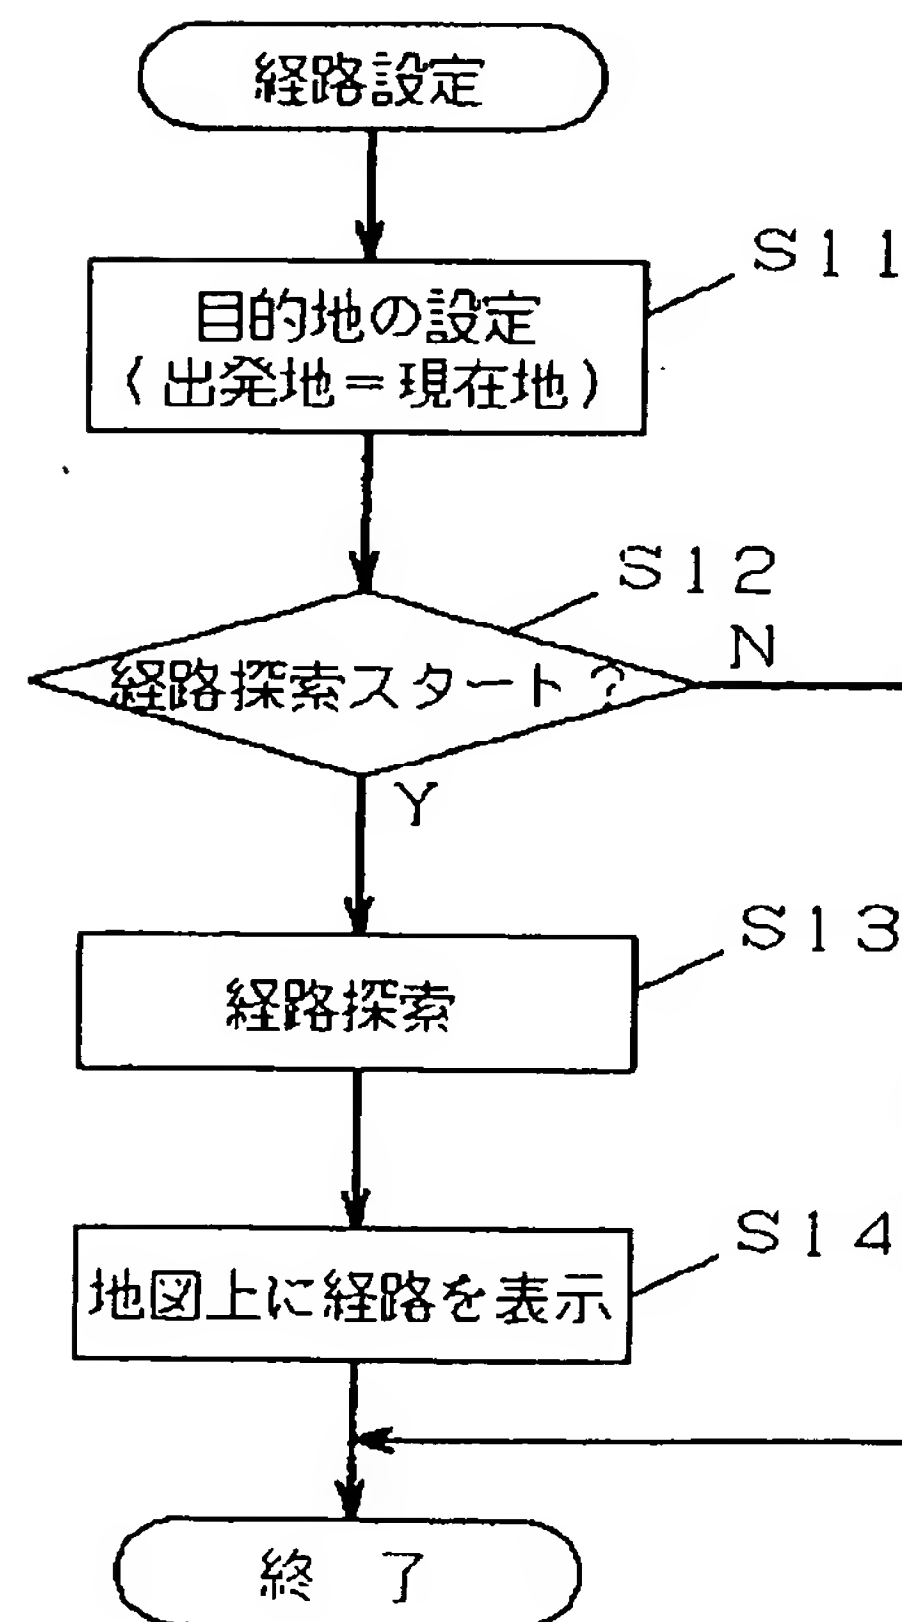 経路設定
S11
目的地の設定
(出発地=現在地)
S12
N
経路探索スタート?
Y
S13
経路探索
S14
地図上に経路を表示
終 了